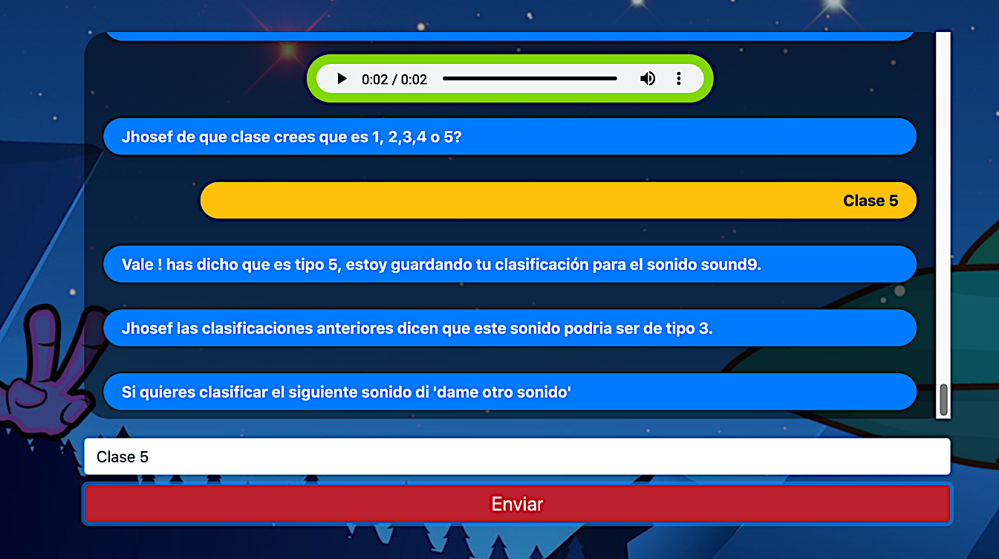 0:02 / 0:02
Jhosef de que clase crees que es 1, 2,3,4 o 5?
Clase 5
Vale ! has dicho que es tipo 5, estoy guardando tu clasificación para el sonido sound9.
Jhosef las clasificaciones anteriores dicen que este sonido podria ser de tipo 3.
Si quieres clasificar el siguiente sonido di 'dame otro sonido'
Clase 5
Enviar